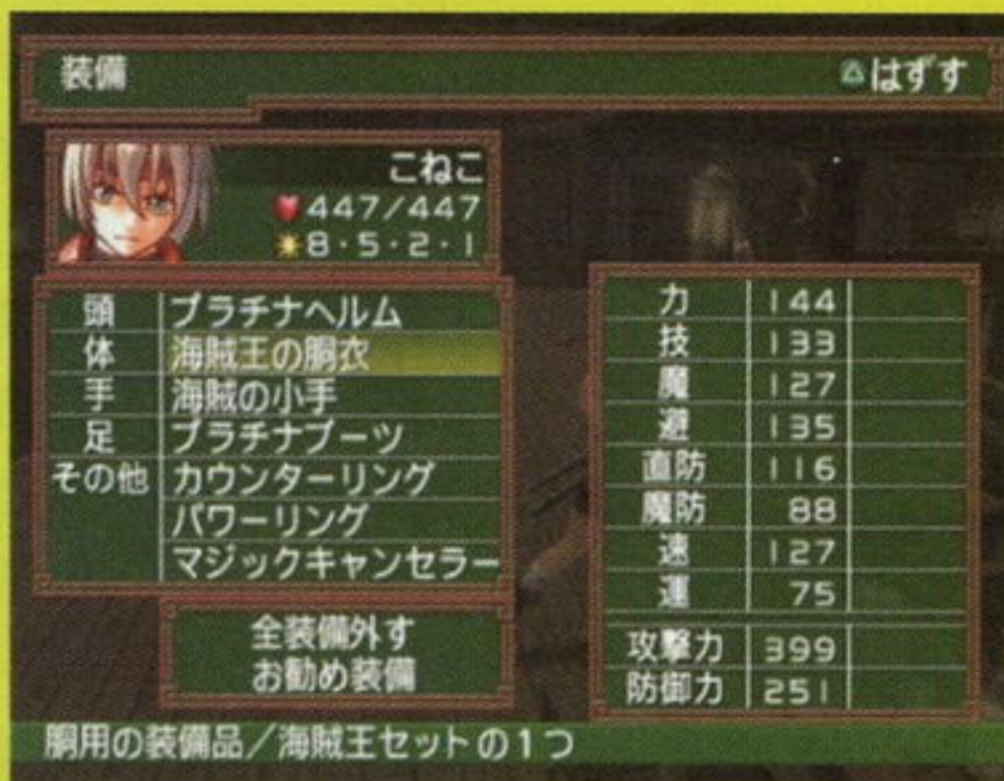 装備
はずす
こねこ
447/447
8・5・2・1
頭 プラチナヘルム
体 海賊王の胴衣
手 海賊の小手
足 プラチナブーツ
その他 カウンターリング
パワーリング
マジックキャンセラー
全装備外す
お勧め装備
力 144
技 133
魔 127
避 135
直防 116
魔防 88
速 127
運 75
攻撃力 399
防御力 251
胴用の装備品／海賊王セットの1つ